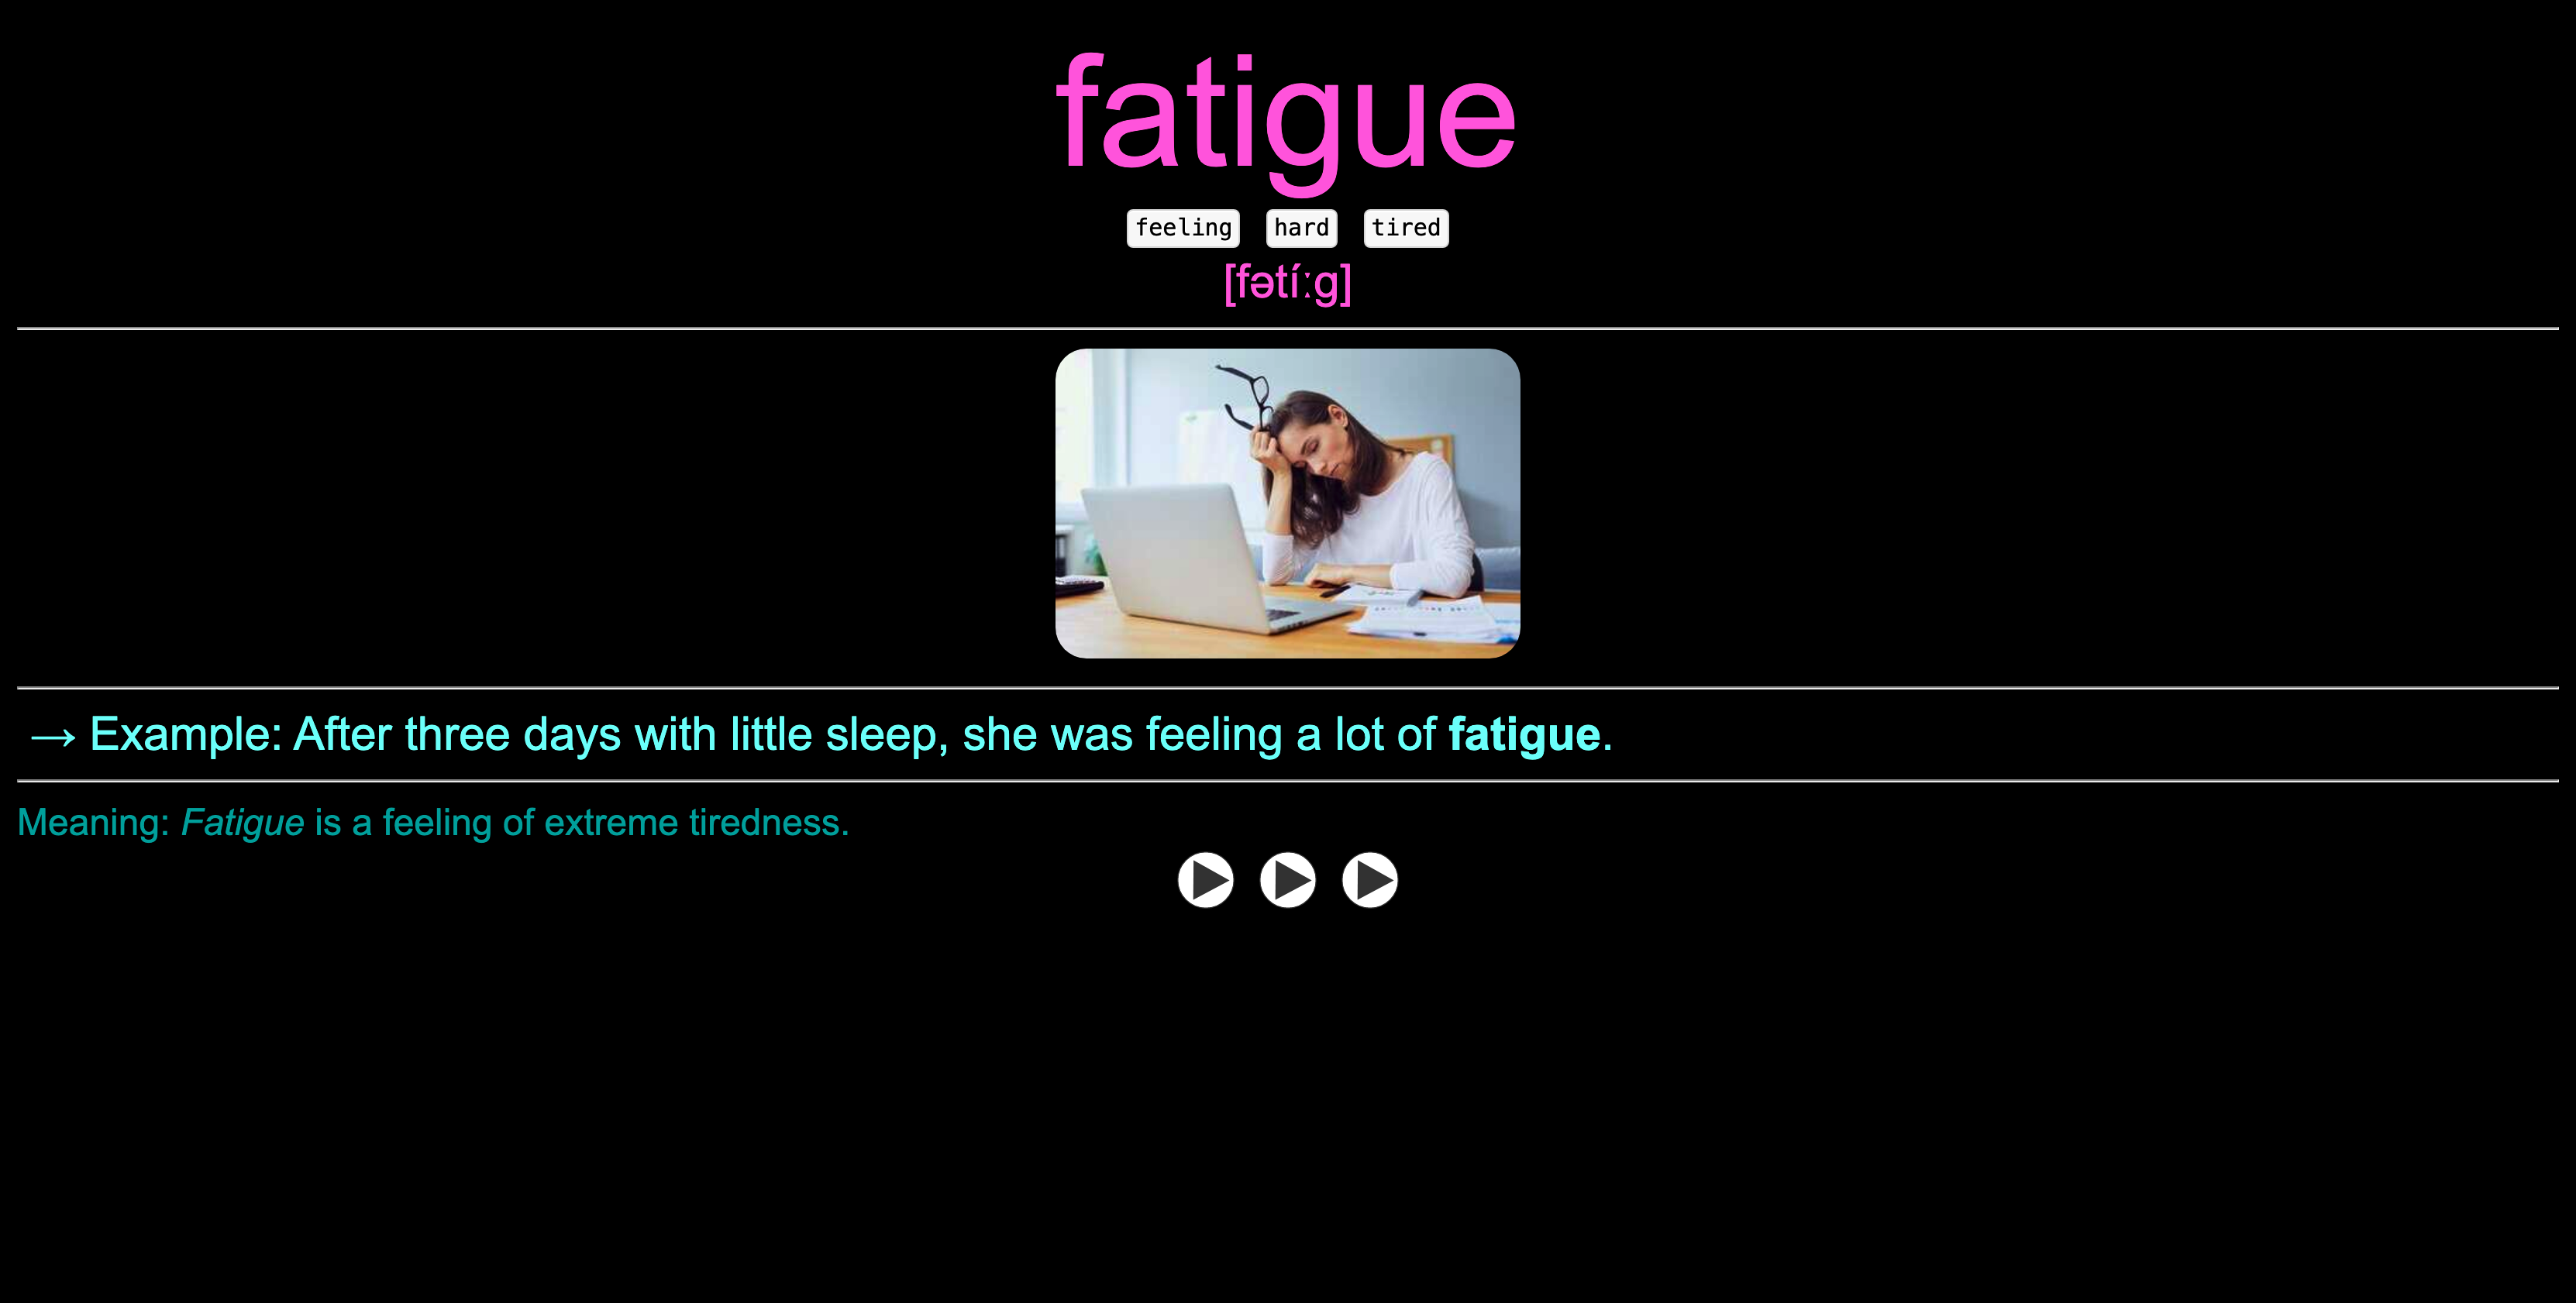 fatigue
feeling hard tired
[fətíːg]
→ Example: After three days with little sleep, she was feeling a lot of fatigue.
Meaning: Fatigue is a feeling of extreme tiredness.